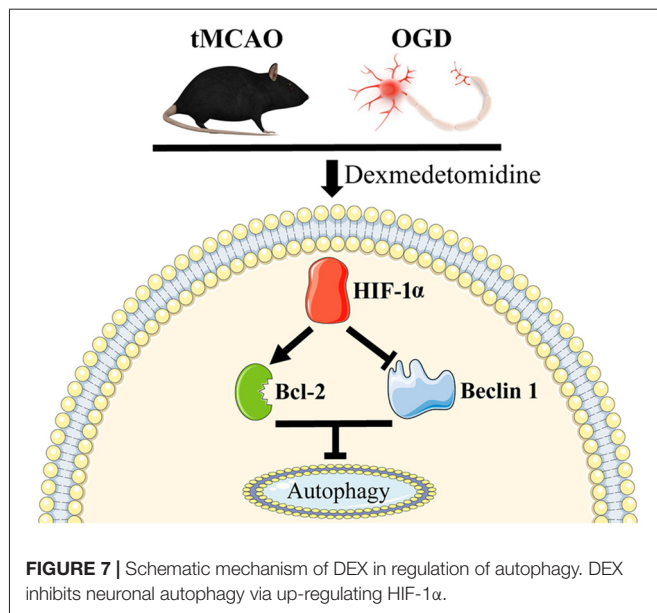 tMCAO OGD
Dexmedetomidine
HIF-1α
Bcl-2 Beclin 1
Autophagy
FIGURE 7 | Schematic mechanism of DEX in regulation of autophagy. DEX
inhibits neuronal autophagy via up-regulating HIF-1α.